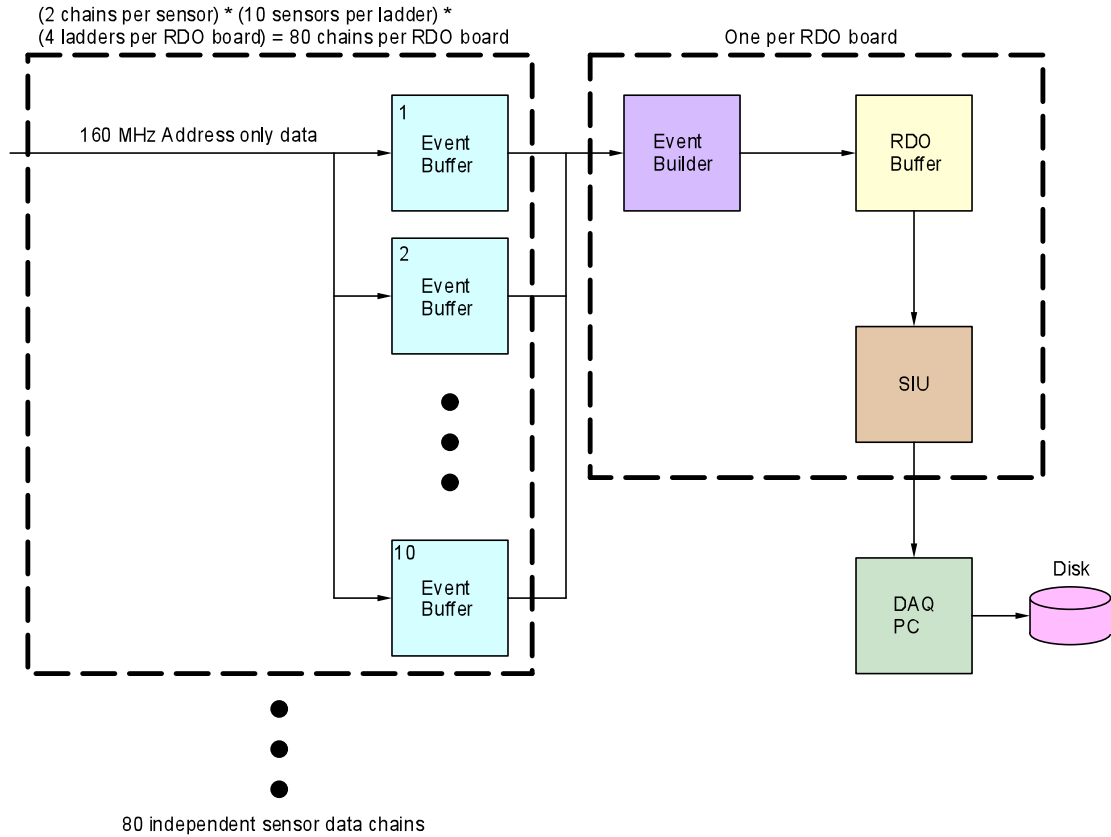 (2 chains per sensor) * (10 sensors per ladder) *
(4 ladders per RDO board) = 80 chains per RDO board
One per RDO board
160 MHz Address only data
1
Event
Buffer
Event
Builder
RDO
Buffer
2
Event
Buffer
SIU
10
Event
Buffer
DAQ
PC
Disk
80 independent sensor data chains